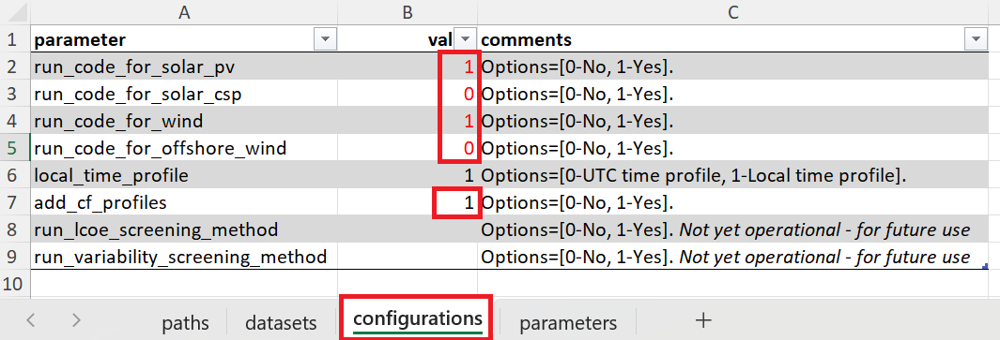 A B C
1 parameter val comments
2 run_code_for_solar_pv 1 Options=[0-No, 1-Yes].
3 run_code_for_solar_csp 0 Options=[0-No, 1-Yes].
4 run_code_for_wind 1 Options=[0-No, 1-Yes].
5 run_code_for_offshore_wind 0 Options=[0-No, 1-Yes].
6 local_time_profile 1 Options=[0-UTC time profile, 1-Local time profile].
7 add_cf_profiles 1 Options=[0-No, 1-Yes].
8 run_lcoe_screening_method Options=[0-No, 1-Yes]. Not yet operational - for future use
9 run_variability_screening_method Options=[0-No, 1-Yes]. Not yet operational - for future use
10
paths datasets configurations parameters +